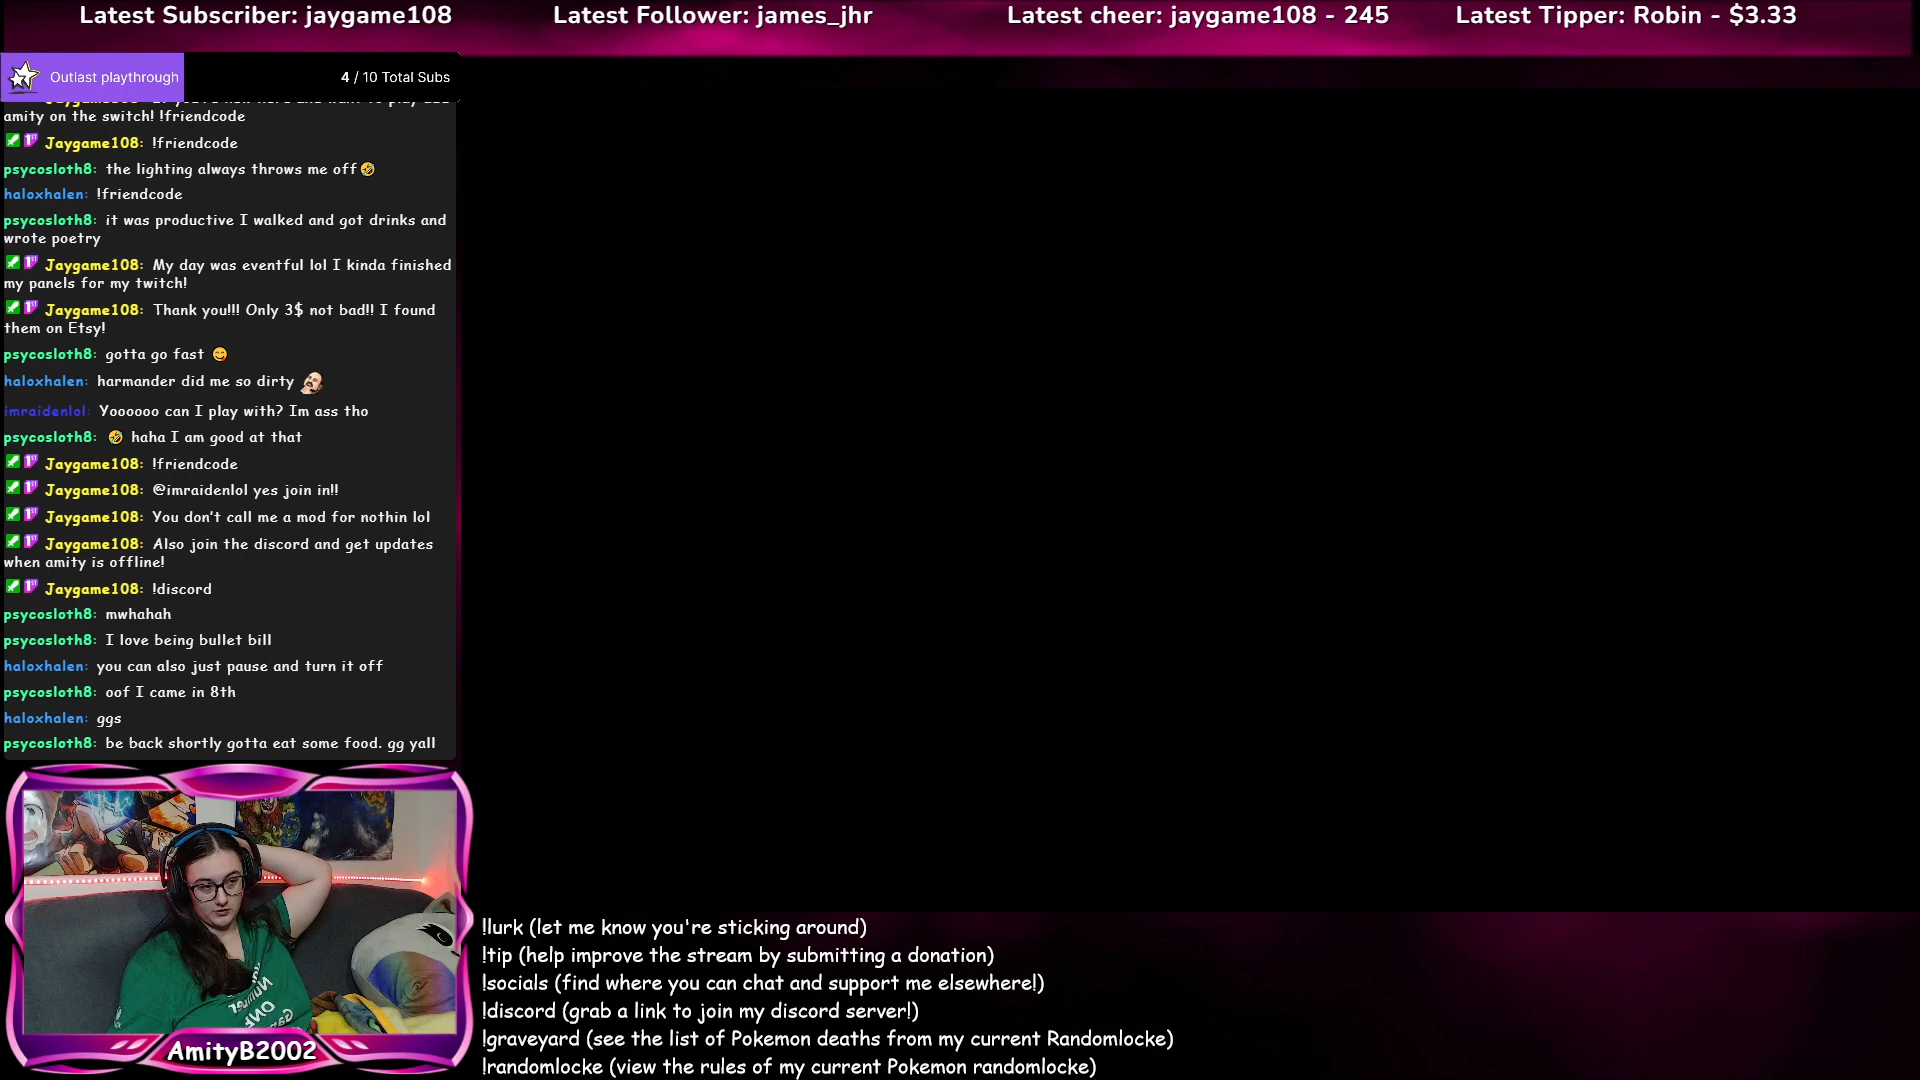 Latest Subscriber: jaygame108
Latest Follower: james_jhr
Latest cheer: jaygame108 - 245
Latest Tipper: Robin - $3.33
Outlast playthrough
4 / 10 Total Subs
amity on the switch! !friendcode
Jaygame108: !friendcode
psycosloth8: the lighting always throws me off🤣
haloxhalen: !friendcode
psycosloth8: it was productive I walked and got drinks and
wrote poetry
Jaygame108: My day was eventful lol I kinda finished
my panels for my twitch!
Jaygame108: Thank you!!! Only 3$ not bad!! I found
them on Etsy!
psycosloth8: gotta go fast 😋
haloxhalen: harmander did me so dirty
imraidenlol: Yoooooo can I play with? Im ass tho
psycosloth8: 🤣 haha I am good at that
Jaygame108: !friendcode
Jaygame108: @imraidenlol yes join in!!
Jaygame108: You don't call me a mod for nothin lol
Jaygame108: Also join the discord and get updates
when amity is offline!
Jaygame108: !discord
psycosloth8: mwhahah
psycosloth8: I love being bullet bill
haloxhalen: you can also just pause and turn it off
psycosloth8: oof I came in 8th
haloxhalen: ggs
psycosloth8: be back shortly gotta eat some food. gg yall
AmityB2002
!lurk (let me know you're sticking around)
!tip (help improve the stream by submitting a donation)
!socials (find where you can chat and support me elsewhere!)
!discord (grab a link to join my discord server!)
!graveyard (see the list of Pokemon deaths from my current Randomlocke)
!randomlocke (view the rules of my current Pokemon randomlocke)